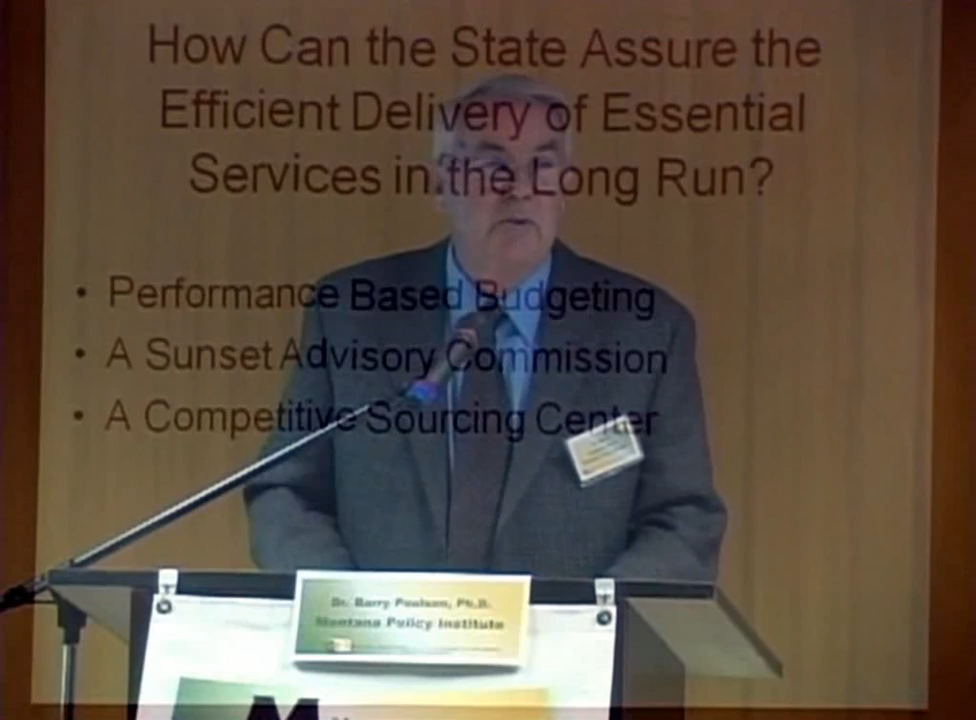 How Can the State Assure the
Efficient Delivery of Essential
Services in the Long Run?
• Performance Based Budgeting
• A Sunset Advisory Commission
• A Competitive Sourcing Center
Dr. Barry Poulson, Ph.D.
Montana Policy Institute